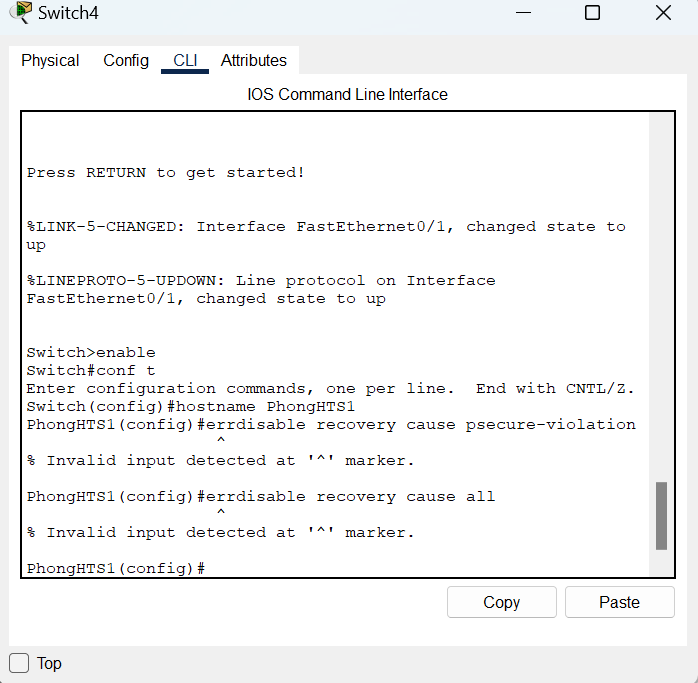 Switch4
Physical Config CLI Attributes
IOS Command Line Interface
Press RETURN to get started!
%LINK-5-CHANGED: Interface FastEthernet0/1, changed state to
up
%LINEPROTO-5-UPDOWN: Line protocol on Interface
FastEthernet0/1, changed state to up
Switch>enable
Switch#conf t
Enter configuration commands, one per line.  End with CNTL/Z.
Switch(config)#hostname PhongHTS1
PhongHTS1(config)#errdisable recovery cause psecure-violation
^
% Invalid input detected at '^' marker.
PhongHTS1(config)#errdisable recovery cause all
^
% Invalid input detected at '^' marker.
PhongHTS1(config)#
Copy Paste
Top